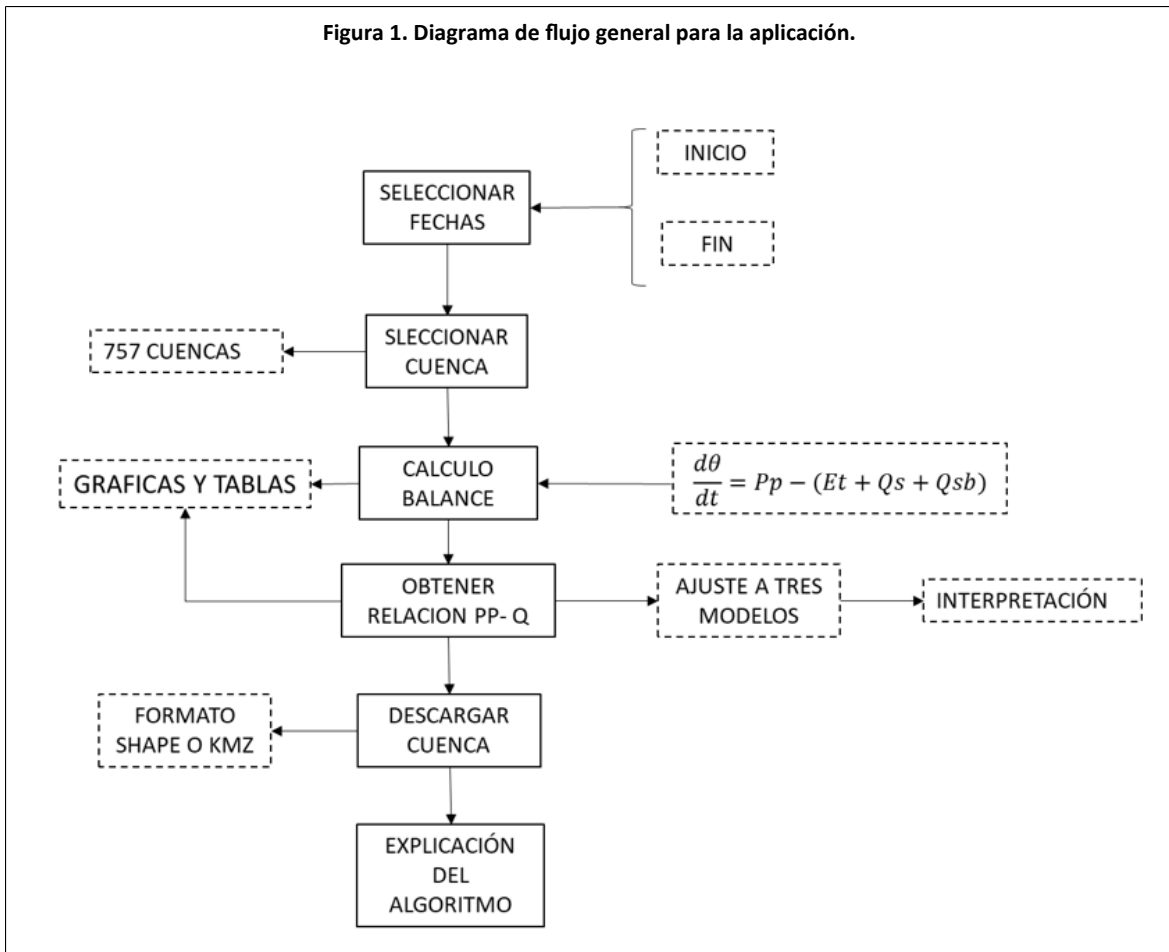 Figura 1. Diagrama de flujo general para la aplicación.
INICIO
SELECCIONAR
FECHAS
FIN
SLECCIONAR
CUENCA
757 CUENCAS
CALCULO
BALANCE
GRAFICAS Y TABLAS
dθ/dt = Pp − (Et + Qs + Qsb)
OBTENER
RELACION PP- Q
AJUSTE A TRES
MODELOS
INTERPRETACIÓN
DESCARGAR
CUENCA
FORMATO
SHAPE O KMZ
EXPLICACIÓN
DEL
ALGORITMO